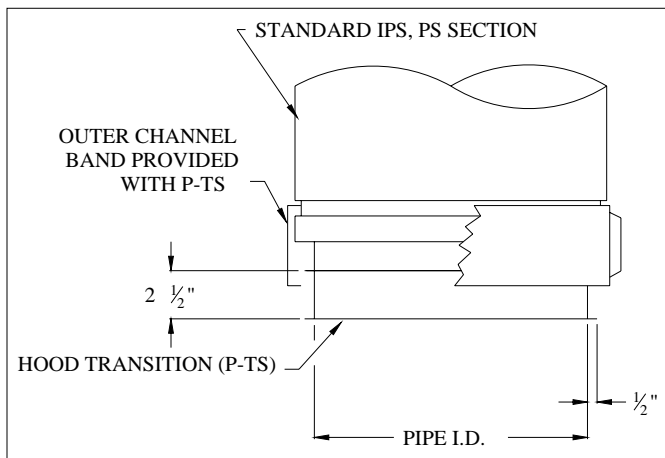 STANDARD IPS, PS SECTION
OUTER CHANNEL
BAND PROVIDED
WITH P-TS
2 ½"
HOOD TRANSITION (P-TS)
½"
PIPE I.D.